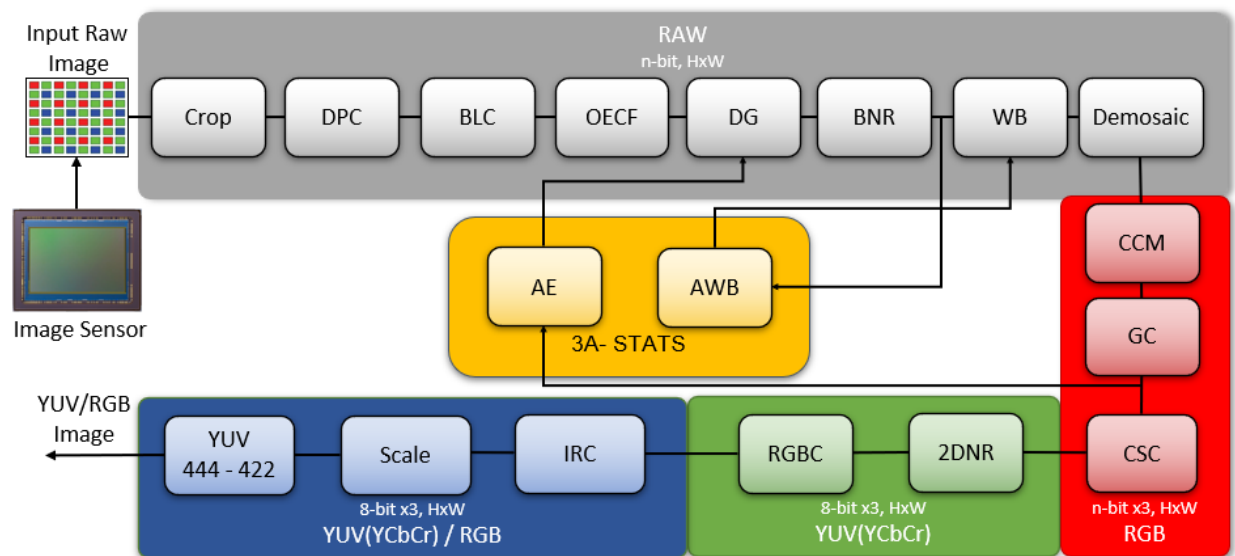 Input Raw
Image
RAW
n-bit, HxW
Crop
DPC
BLC
OECF
DG
BNR
WB
Demosaic
Image Sensor
AE
AWB
3A- STATS
CCM
GC
CSC
n-bit x3, HxW
RGB
YUV/RGB
Image
YUV
444 - 422
Scale
IRC
8-bit x3, HxW
YUV(YCbCr) / RGB
RGBC
2DNR
8-bit x3, HxW
YUV(YCbCr)